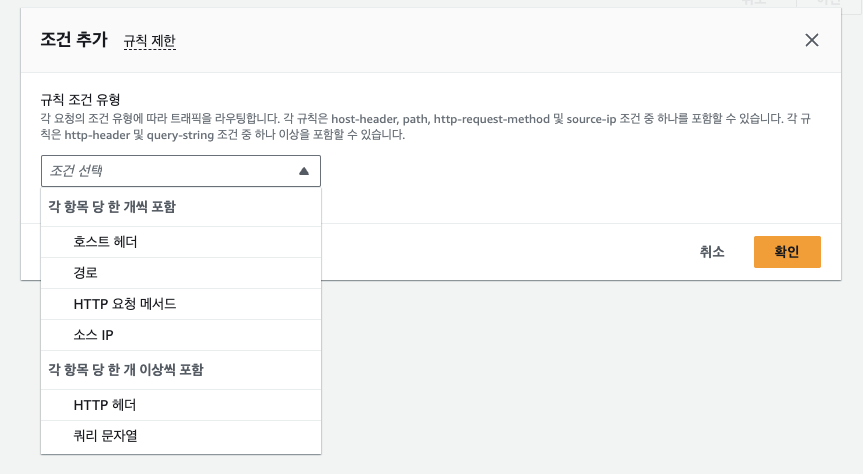 조건 추가 규칙 제한
규칙 조건 유형
각 요청의 조건 유형에 따라 트래픽을 라우팅합니다. 각 규칙은 host-header, path, http-request-method 및 source-ip 조건 중 하나를 포함할 수 있습니다. 각 규
칙은 http-header 및 query-string 조건 중 하나 이상을 포함할 수 있습니다.
조건 선택
각 항목 당 한 개씩 포함
호스트 헤더
경로
HTTP 요청 메서드
소스 IP
각 항목 당 한 개 이상씩 포함
HTTP 헤더
쿼리 문자열
취소 확인